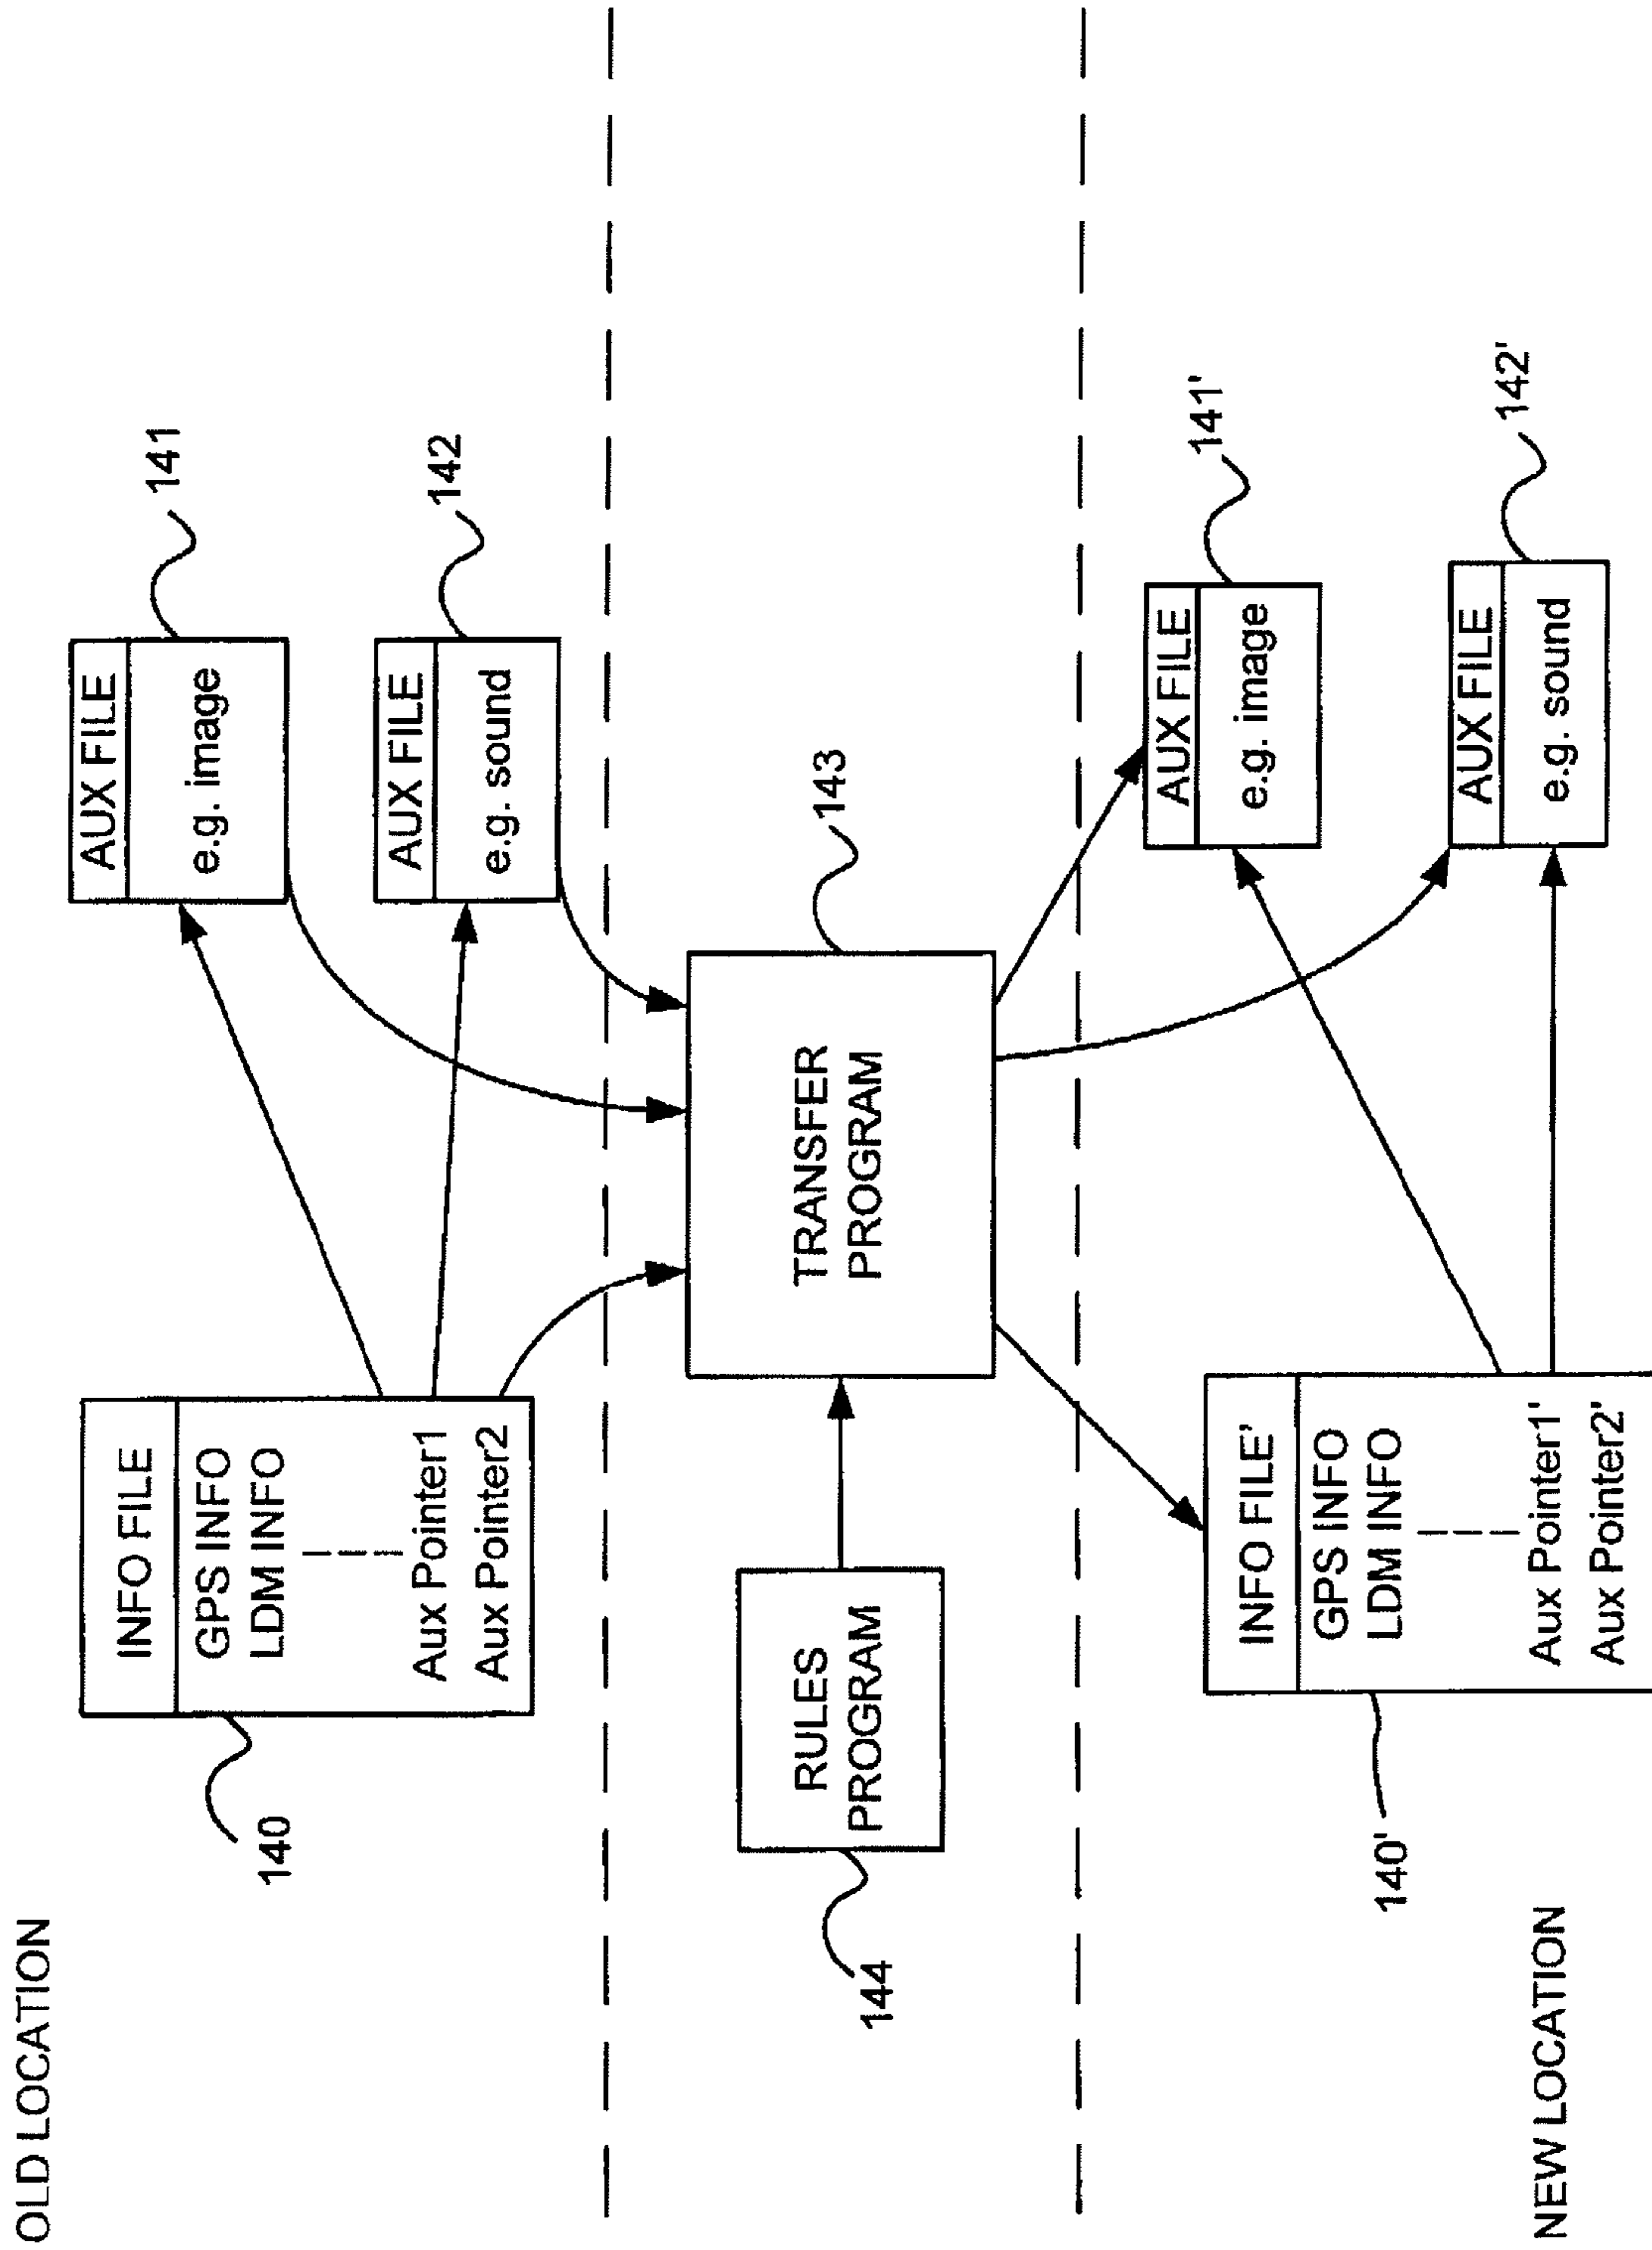 OLD LOCATION
140
INFO FILE
GPS INFO
LDM INFO
Aux Pointer1
Aux Pointer2
AUX FILE
e.g. image
141
AUX FILE
e.g. sound
142
144
RULES
PROGRAM
TRANSFER
PROGRAM
143
NEW LOCATION
140'
INFO FILE'
GPS INFO
LDM INFO
Aux Pointer1'
Aux Pointer2'
AUX FILE
e.g. image
141'
AUX FILE
e.g. sound
142'